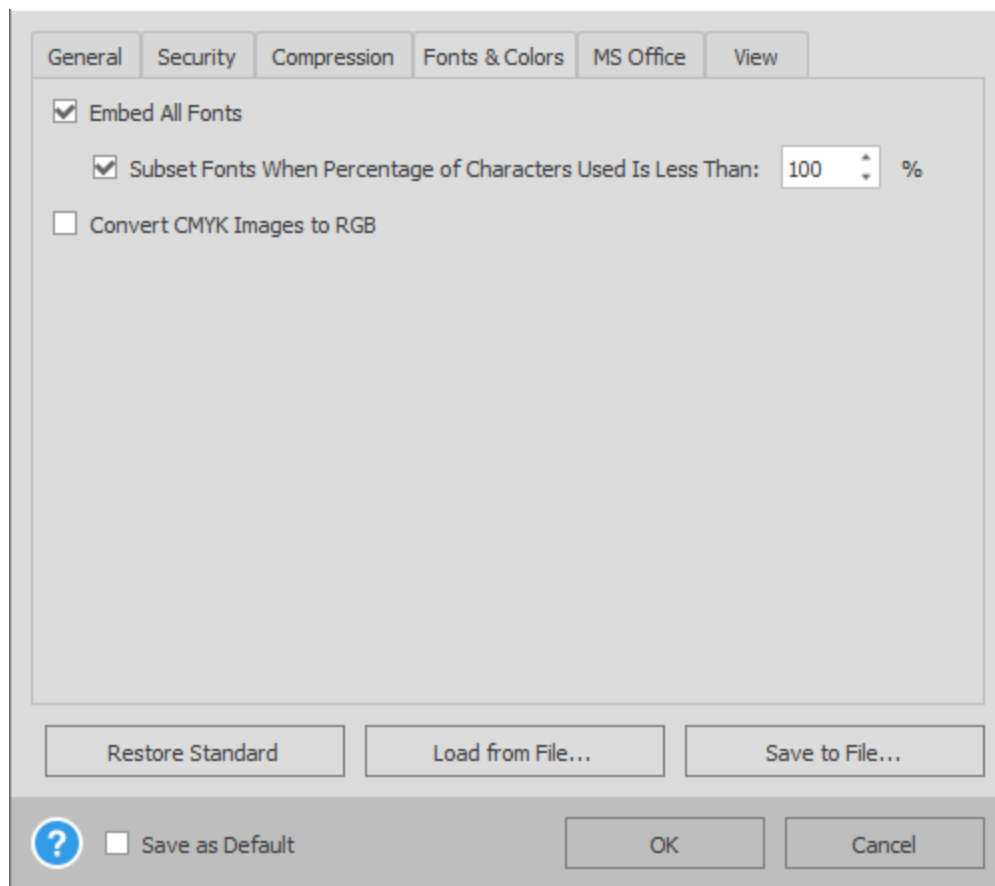 General Security Compression Fonts & Colors MS Office View
Embed All Fonts
Subset Fonts When Percentage of Characters Used Is Less Than: 100 %
Convert CMYK Images to RGB
Restore Standard Load from File... Save to File...
? Save as Default OK Cancel